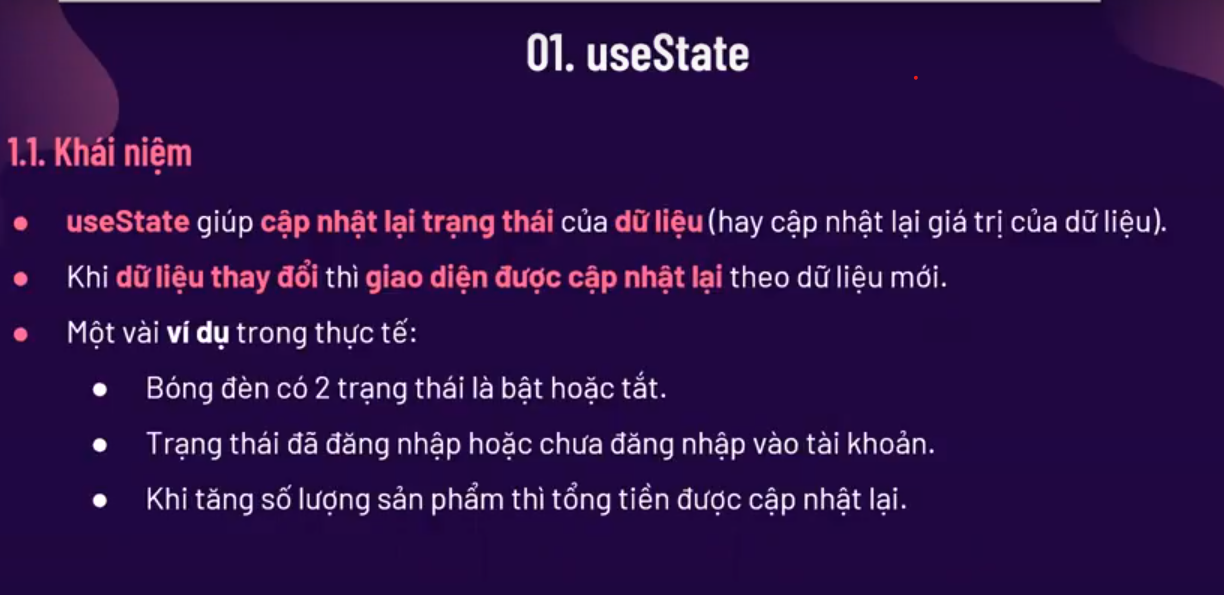 01. useState
1.1. Khái niệm
● useState giúp cập nhật lại trạng thái của dữ liệu (hay cập nhật lại giá trị của dữ liệu).
● Khi dữ liệu thay đổi thì giao diện được cập nhật lại theo dữ liệu mới.
● Một vài ví dụ trong thực tế:
● Bóng đèn có 2 trạng thái là bật hoặc tắt.
● Trạng thái đã đăng nhập hoặc chưa đăng nhập vào tài khoản.
● Khi tăng số lượng sản phẩm thì tổng tiền được cập nhật lại.